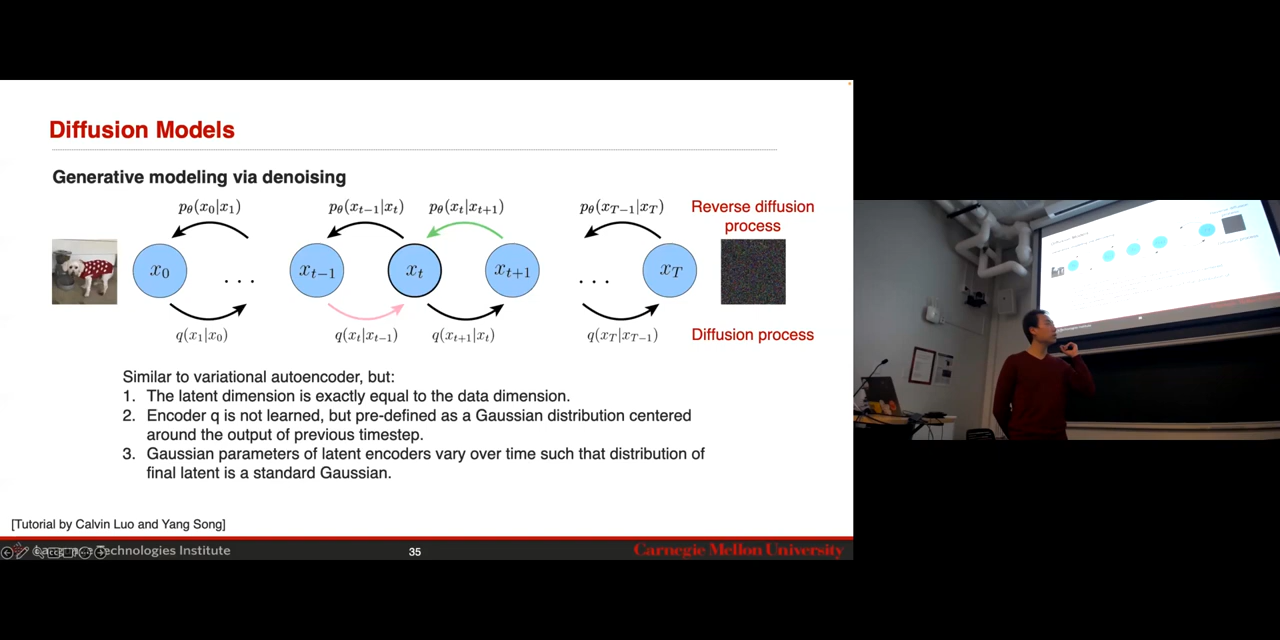 Diffusion Models
Generative modeling via denoising
pθ(x0|x1)
pθ(xt−1|xt)
pθ(xt|xt+1)
pθ(xT−1|xT)
Reverse diffusion
process
x0
. . .
xt−1
xt
xt+1
. . .
xT
q(x1|x0)
q(xt|xt−1)
q(xt+1|xt)
q(xT|xT−1)
Diffusion process
Similar to variational autoencoder, but:
1. The latent dimension is exactly equal to the data dimension.
2. Encoder q is not learned, but pre-defined as a Gaussian distribution centered
around the output of previous timestep.
3. Gaussian parameters of latent encoders vary over time such that distribution of
final latent is a standard Gaussian.
[Tutorial by Calvin Luo and Yang Song]
Technologies Institute
35
Carnegie Mellon University
Diffusion Models